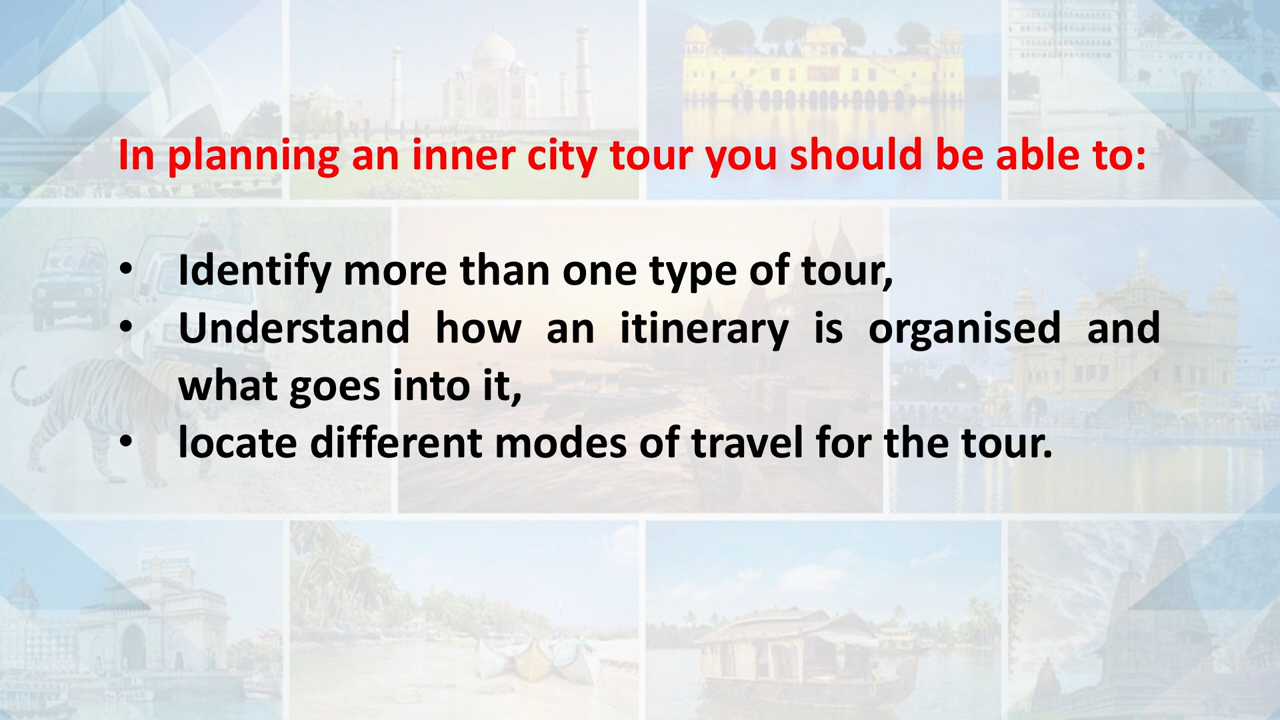 In planning an inner city tour you should be able to:
• Identify more than one type of tour,
• Understand how an itinerary is organised and
what goes into it,
• locate different modes of travel for the tour.